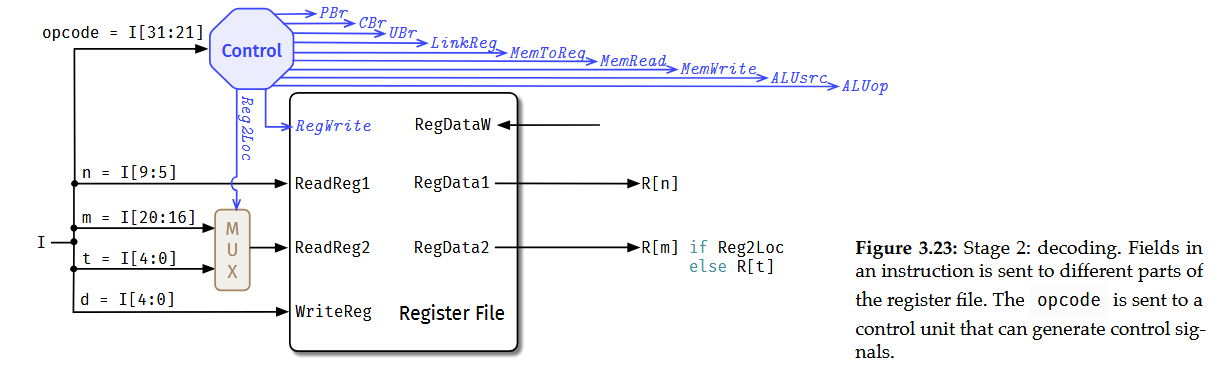 opcode = I[31:21]
Control
PBr
CBr
UBr
LinkReg
MemToReg
MemRead
MemWrite
ALUsrc
ALUop
Reg2Loc
RegWrite
RegDataW
n = I[9:5]
ReadReg1
RegData1
R[n]
m = I[20:16]
I
MUX
ReadReg2
RegData2
R[m] if Reg2Loc
else R[t]
t = I[4:0]
d = I[4:0]
WriteReg
Register File
Figure 3.23: Stage 2: decoding. Fields in
an instruction is sent to different parts of
the register file. The opcode is sent to a
control unit that can generate control sig-
nals.